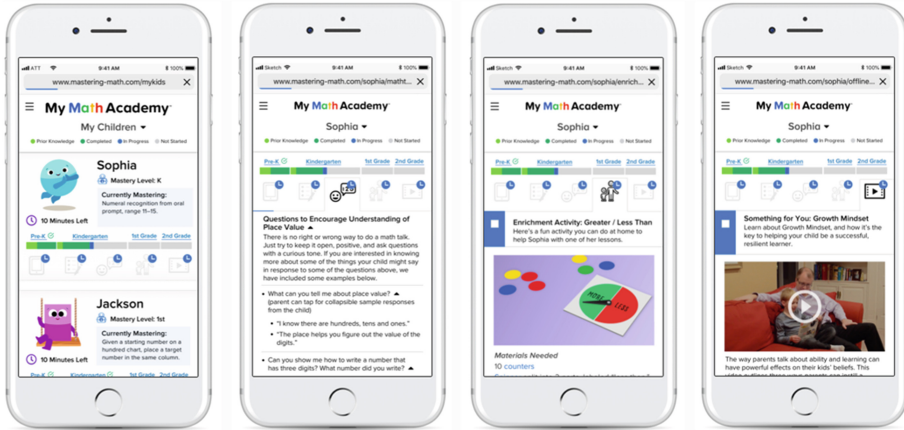 ATT 9:41 AM 100%
www.mastering-math.com/mykids X
My Math Academy
My Children
Prior Knowledge Completed In Progress Not Started
Sophia
Mastery Level: K
Currently Mastering:
Numeral recognition from oral
prompt, range 11–15.
10 Minutes Left
Pre-K Kindergarten 1st Grade 2nd Grade
Jackson
Mastery Level: 1st
Currently Mastering:
Given a starting number on a
hundred chart, place a target
number in the same column.
10 Minutes Left
Pre-K Kindergarten 1st Grade 2nd Grade
Sketch 9:41 AM 100%
www.mastering-math.com/sophia/matht... X
My Math Academy
Sophia
Prior Knowledge Completed In Progress Not Started
Pre-K Kindergarten 1st Grade 2nd Grade
Questions to Encourage Understanding of
Place Value
There is no right or wrong way to do a math talk.
Just try to keep it open, positive, and ask questions
with a curious tone. If you are interested in knowing
more about some of the things your child might say
in response to some of the questions above, we
have included some examples below.
• What can you tell me about place value?
(parent can tap for collapsible sample responses
from the child)
• "I know there are hundreds, tens and ones."
• "The place helps you figure out the value of the
digits."
• Can you show me how to write a number that
has three digits? What number did you write?
Sketch 9:41 AM 100%
www.mastering-math.com/sophia/enrich... X
My Math Academy
Sophia
Prior Knowledge Completed In Progress Not Started
Pre-K Kindergarten 1st Grade 2nd Grade
Enrichment Activity: Greater / Less Than
Here's a fun activity you can do at home to
help Sophia with one of her lessons.
MORE LESS
Materials Needed
10 counters
Sketch 9:41 AM 100%
www.mastering-math.com/sophia/offline... X
My Math Academy
Sophia
Prior Knowledge Completed In Progress Not Started
Pre-K Kindergarten 1st Grade 2nd Grade
Something for You: Growth Mindset
Learn about Growth Mindset, and how it's the
key to helping your child be a successful,
resilient learner.
The way parents talk about ability and learning can
have powerful effects on their kids' beliefs. This